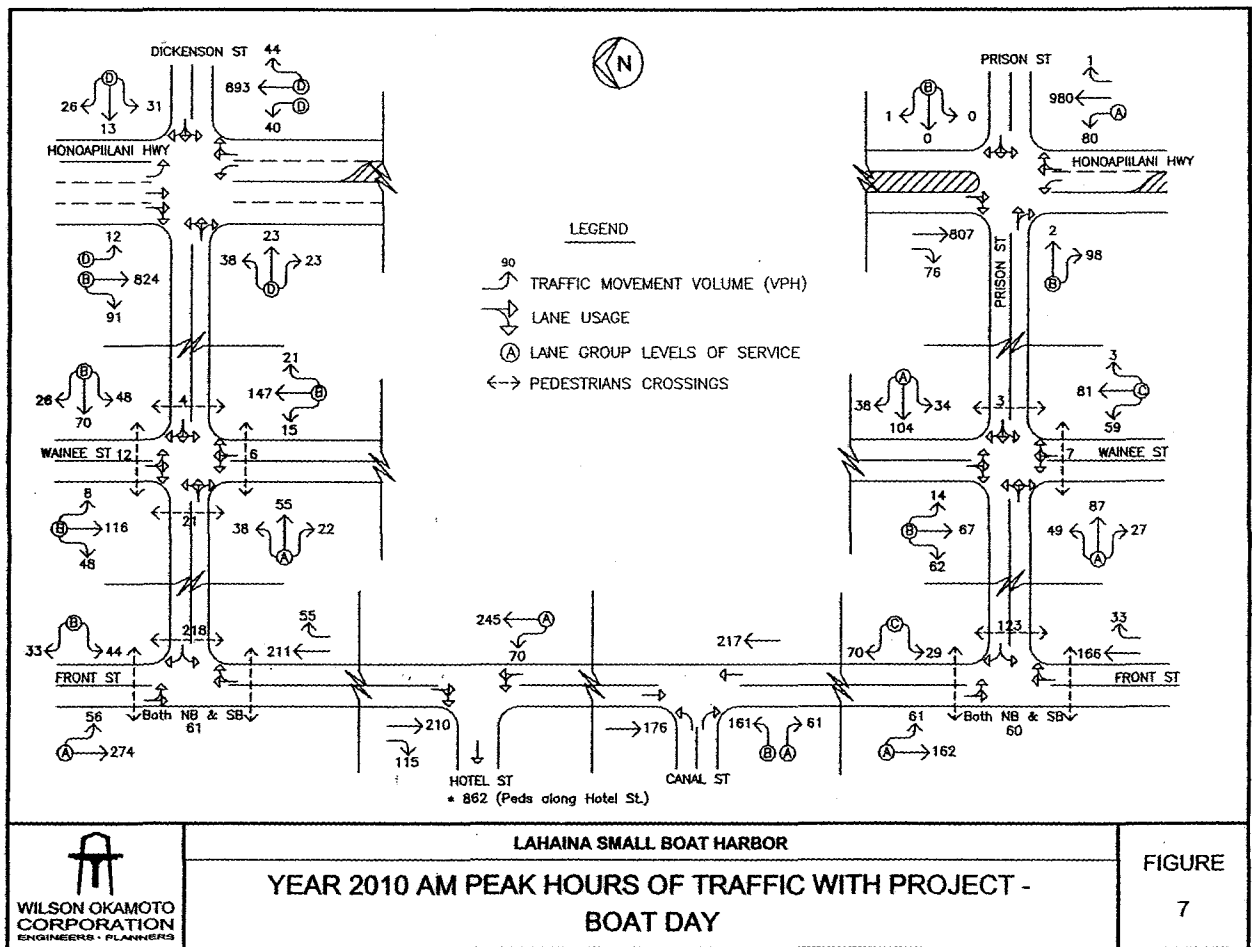 DICKENSON ST
44
893
D
D
40
D
26
31
13
HONOAPIILANI HWY
N
PRISON ST
1
980
A
80
B
1
0
0
HONOAPIILANI HWY
12
D
B
824
91
23
38
23
D
LEGEND
90
TRAFFIC MOVEMENT VOLUME (VPH)
LANE USAGE
A LANE GROUP LEVELS OF SERVICE
PEDESTRIANS CROSSINGS
807
76
PRISON ST
2
98
B
B
26
48
70
4
21
147
B
15
WAINEE ST
12
6
A
38
34
104
3
3
81
C
59
7
WAINEE ST
8
B
116
48
21
55
38
22
A
14
B
67
62
87
49
27
A
B
33
44
218
55
211
FRONT ST
245
A
70
217
C
70
29
123
33
166
FRONT ST
56
A
274
Both NB & SB
61
210
115
HOTEL ST
* 862 (Peds along Hotel St.)
176
161
61
B
A
CANAL ST
61
A
162
Both NB & SB
60
WILSON OKAMOTO
CORPORATION
ENGINEERS · PLANNERS
LAHAINA SMALL BOAT HARBOR
YEAR 2010 AM PEAK HOURS OF TRAFFIC WITH PROJECT -
BOAT DAY
FIGURE
7